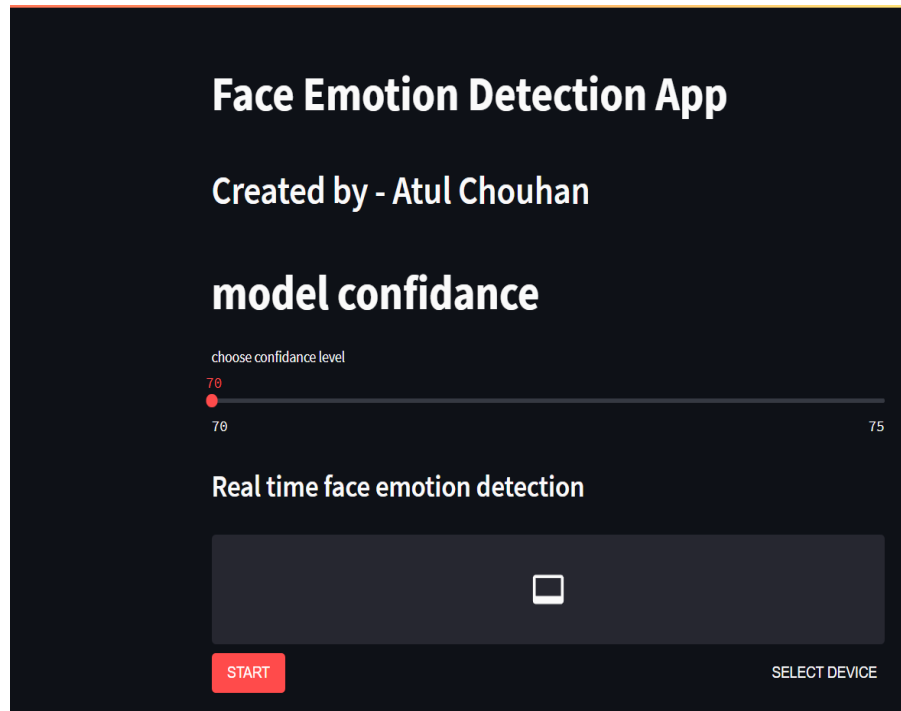 Face Emotion Detection App
Created by - Atul Chouhan
model confidance
choose confidance level
70
70 75
Real time face emotion detection
START SELECT DEVICE